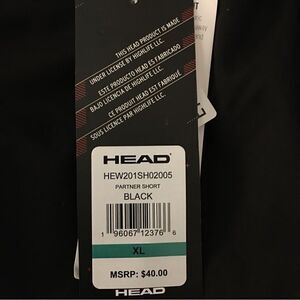 THIS HEAD PRODUCT IS MADE
UNDER LICENSE BY HIGHLIFE LLC.
ESTE PRODUCTO HEAD ES FABRICADO
BAJO LICENCIA DE HIGHLIFE LLC.
CE PRODUIT HEAD EST FABRIQUÉ
SOUS LICENCE PAR HIGHLIFE LLC.
HEAD
HEW201SH02005
PARTNER SHORT
BLACK
1 96067 12376 6
XL
MSRP: $40.00
HEAD